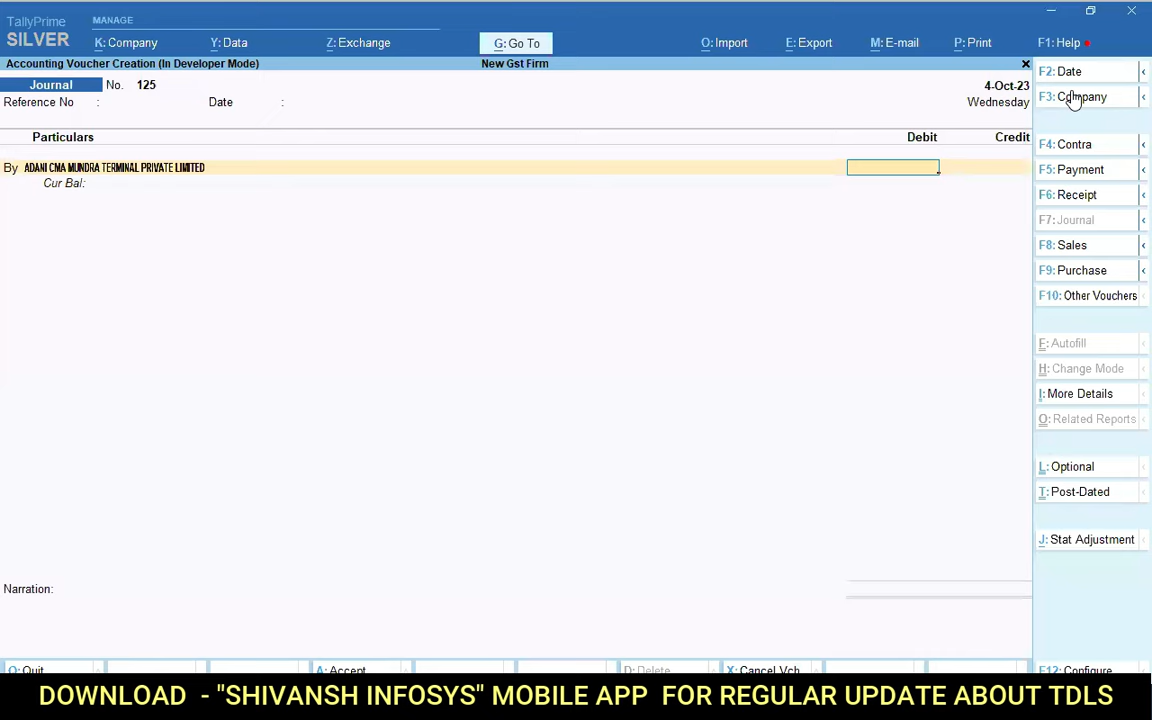 TallyPrime
SILVER
MANAGE
K: Company
Y: Data
Z: Exchange
G: Go To
O: Import
E: Export
M: E-mail
P: Print
F1: Help
Accounting Voucher Creation (In Developer Mode)
New Gst Firm
×
Journal No. 125
4-Oct-23
Reference No : Date :
Wednesday
Particulars Debit Credit
By ADANI CMA MUNDRA TERMINAL PRIVATE LIMITED
Cur Bal:
Narration:
F2: Date
F3: Company
F4: Contra
F5: Payment
F6: Receipt
F7: Journal
F8: Sales
F9: Purchase
F10: Other Vouchers
F: Autofill
H: Change Mode
I: More Details
O: Related Reports
L: Optional
T: Post-Dated
J: Stat Adjustment
Q: Quit
A: Accept
D: Delete
X: Cancel Vch
F12: Configure
DOWNLOAD - "SHIVANSH INFOSYS" MOBILE APP FOR REGULAR UPDATE ABOUT TDLS